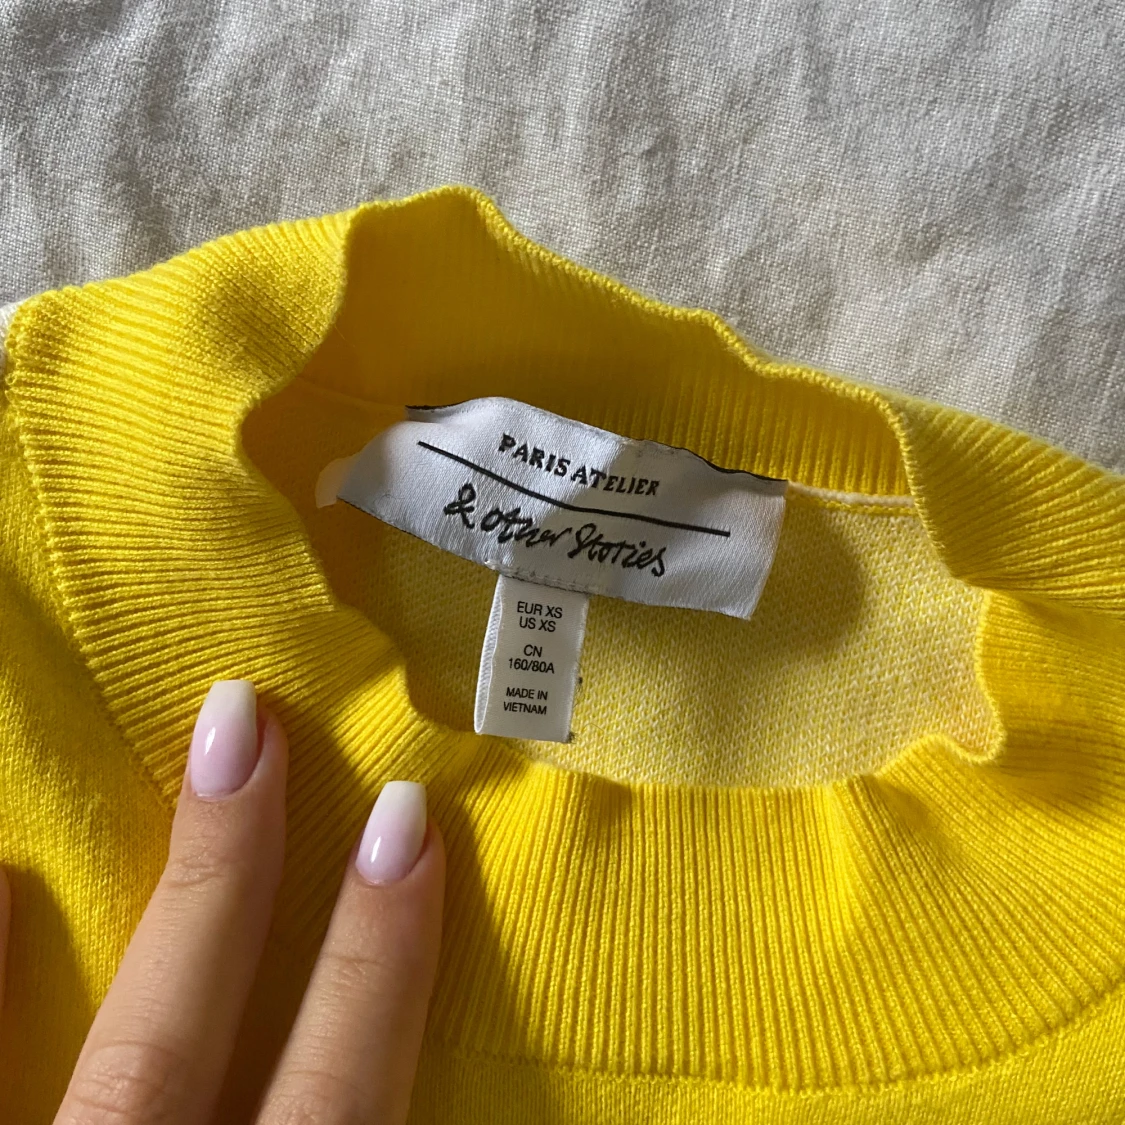 PARIS ATELIER
& other Stories
EUR XS
US XS
CN
160/80A
MADE IN
VIETNAM